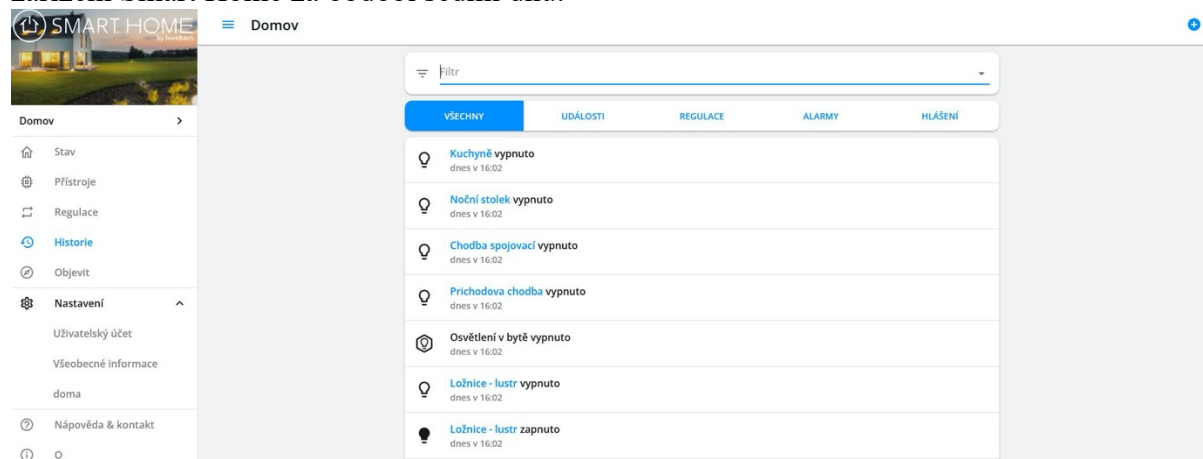 SMART HOME
by hornbach
Domov
Filtr
VŠECHNY
UDÁLOSTI
REGULACE
ALARMY
HLÁŠENÍ
Domov
Stav
Přístroje
Regulace
Historie
Objevit
Nastavení
Uživatelský účet
Všeobecné informace
doma
Nápověda & kontakt
O
Kuchyně vypnuto
dnes v 16:02
Noční stolek vypnuto
dnes v 16:02
Chodba spojovací vypnuto
dnes v 16:02
Prichodova chodba vypnuto
dnes v 16:02
Osvětlení v bytě vypnuto
dnes v 16:02
Ložnice - lustr vypnuto
dnes v 16:02
Ložnice - lustr zapnuto
dnes v 16:02